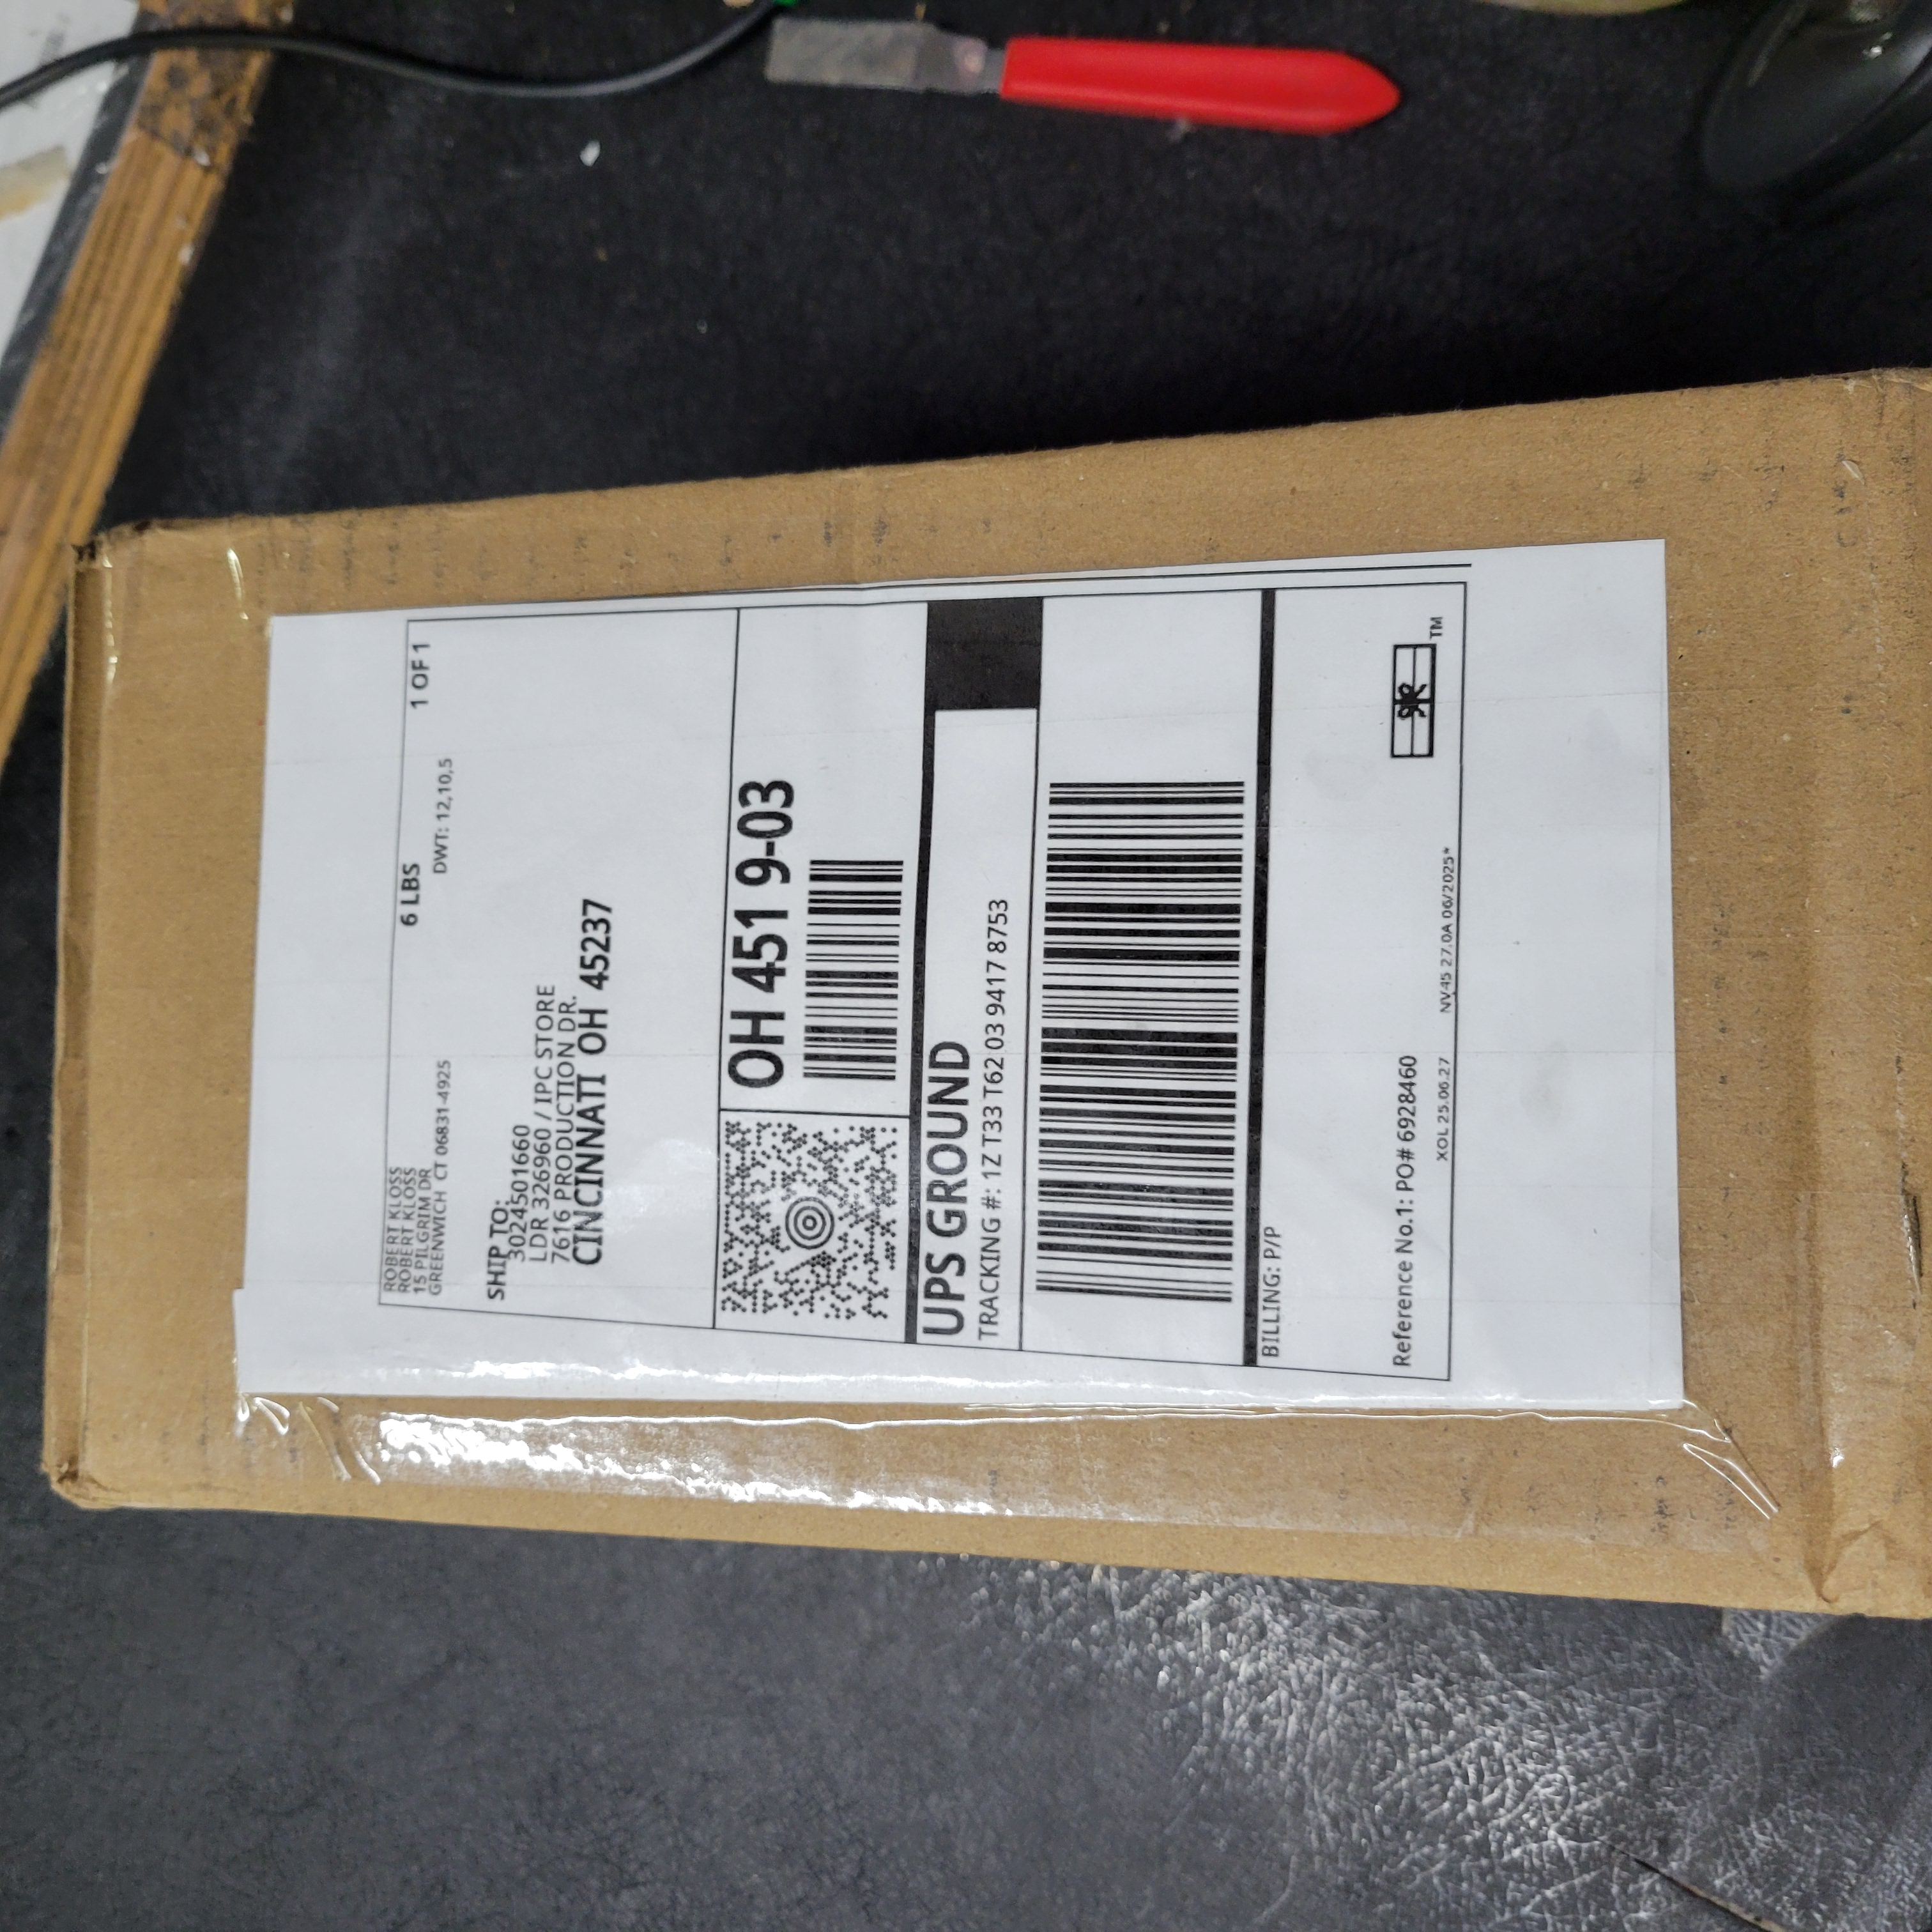 ROBERT KLOSS
ROBERT KLOSS
15 PILGRIM DR
GREENWICH CT 06831-4925
6 LBS
1 OF 1
DWT: 12,10,5
SHIP TO:
3024501660
LDR 326960 / IPC STORE
7616 PRODUCTION DR.
CINCINNATI OH 45237
OH 451 9-03
UPS GROUND
TRACKING #: 1Z T33 T62 03 9417 8753
BILLING: P/P
Reference No.1: PO# 6928460
XOL 25.06.27 NV45 27.0A 06/2025*
TM